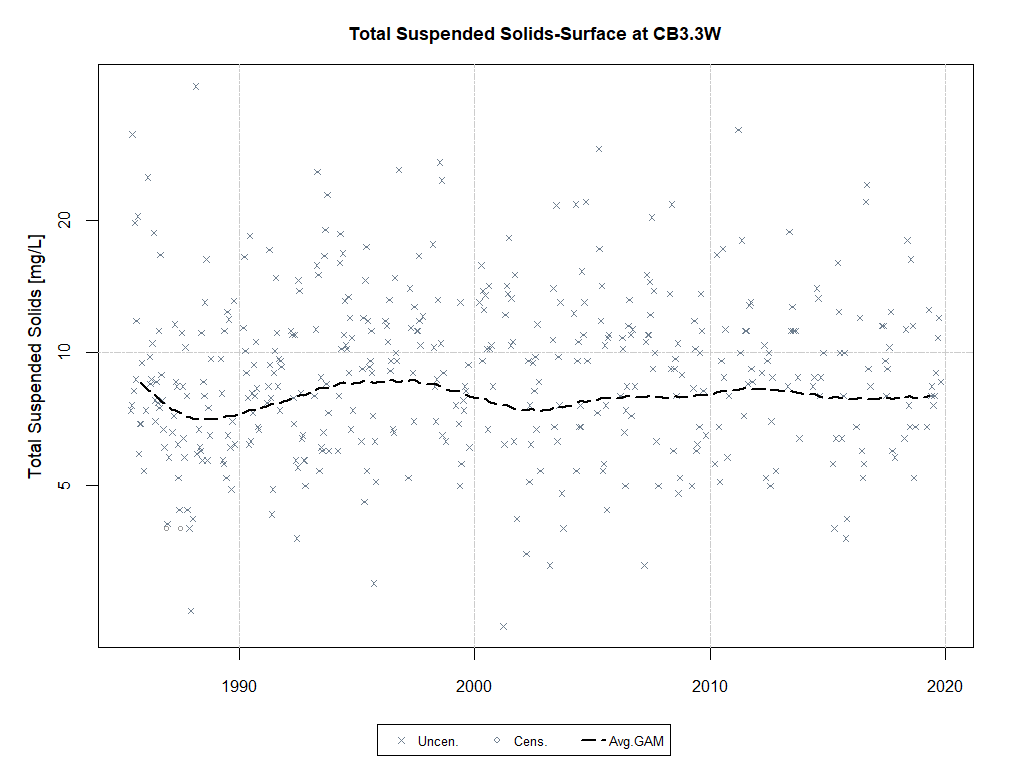 Total Suspended Solids-Surface at CB3.3W
Total Suspended Solids [mg/L]
20
10
5
1990 2000 2010 2020
Uncen. Cens. Avg.GAM